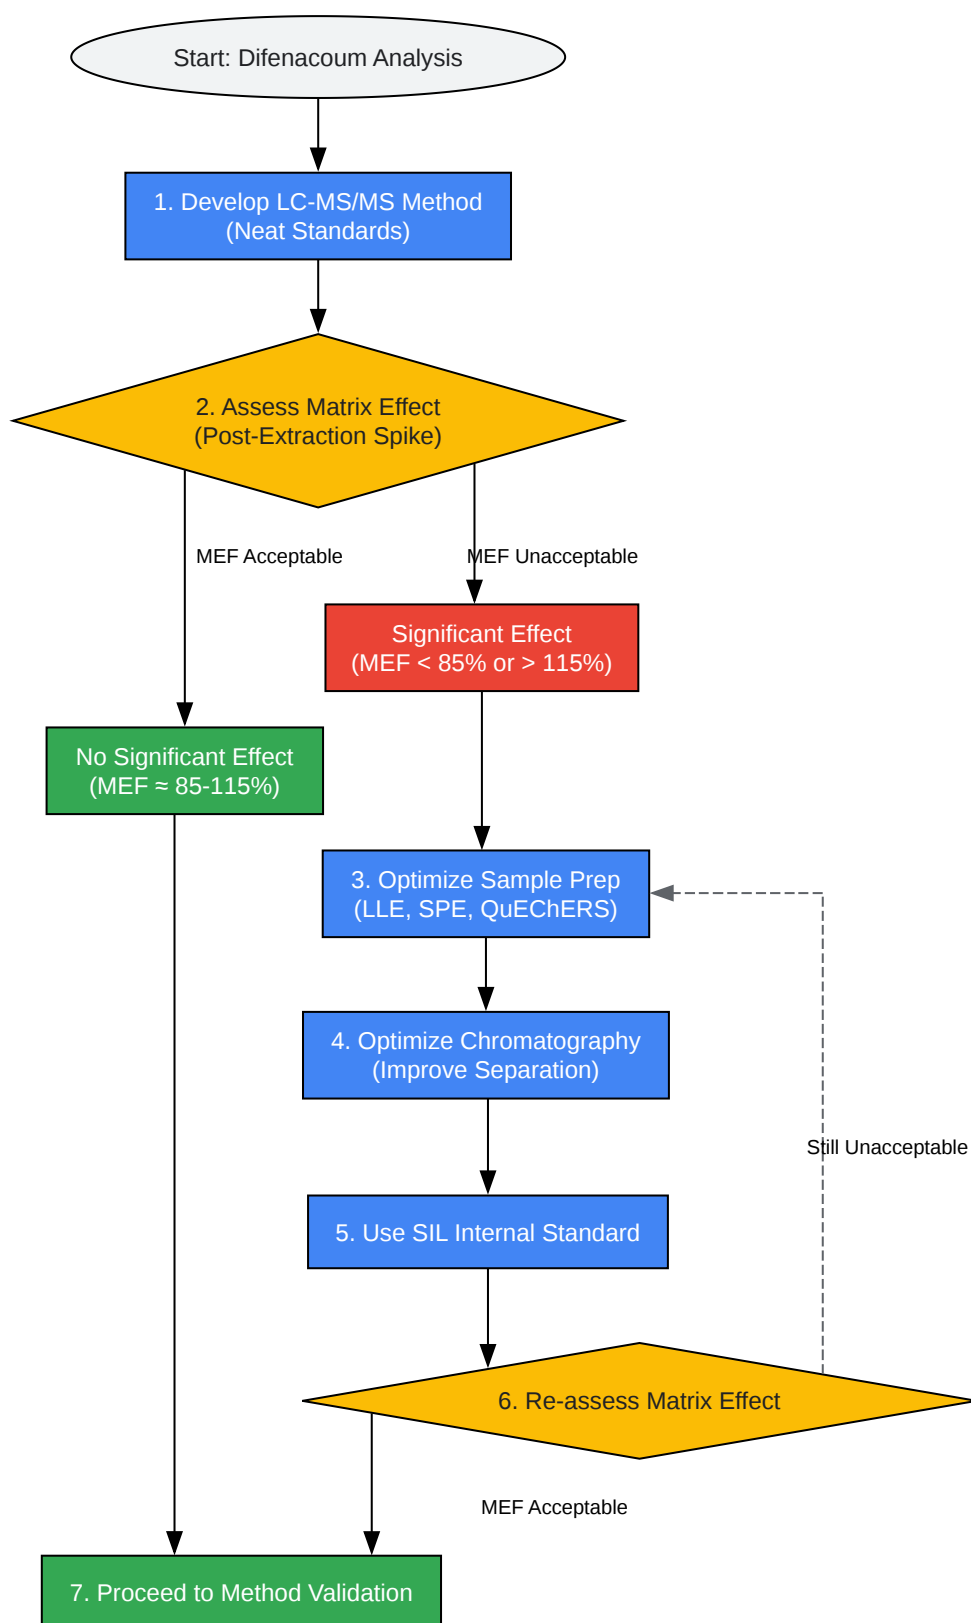 Start: Difenacoum Analysis
1. Develop LC-MS/MS Method
(Neat Standards)
2. Assess Matrix Effect
(Post-Extraction Spike)
MEF Acceptable
MEF Unacceptable
Significant Effect
(MEF < 85% or > 115%)
No Significant Effect
(MEF ≈ 85-115%)
3. Optimize Sample Prep
(LLE, SPE, QuEChERS)
4. Optimize Chromatography
(Improve Separation)
Still Unacceptable
5. Use SIL Internal Standard
6. Re-assess Matrix Effect
MEF Acceptable
7. Proceed to Method Validation